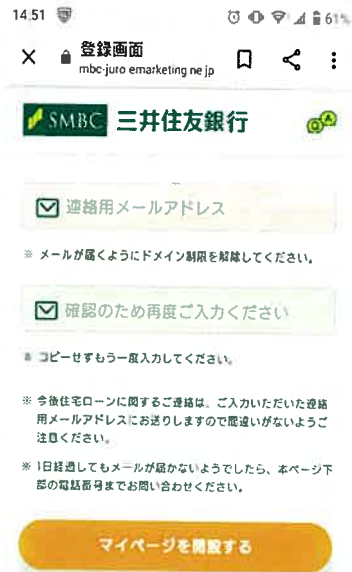 14.51
61%
登録画面
mbc-juro emarketing ne jp
SMBC 三井住友銀行
Q A
連絡用メールアドレス
※ メールが届くようにドメイン制限を解除してください。
確認のため再度ご入力ください
※ コピーせずもう一度入力してください。
※ 今後住宅ローンに関するご連絡は、ご入力いただいた連絡
用メールアドレスにお送りしますので間違いがないようご
注意ください。
※ 1日経過してもメールが届かないようでしたら、本ページ下
部の電話番号までお問い合わせください。
マイページを開設する